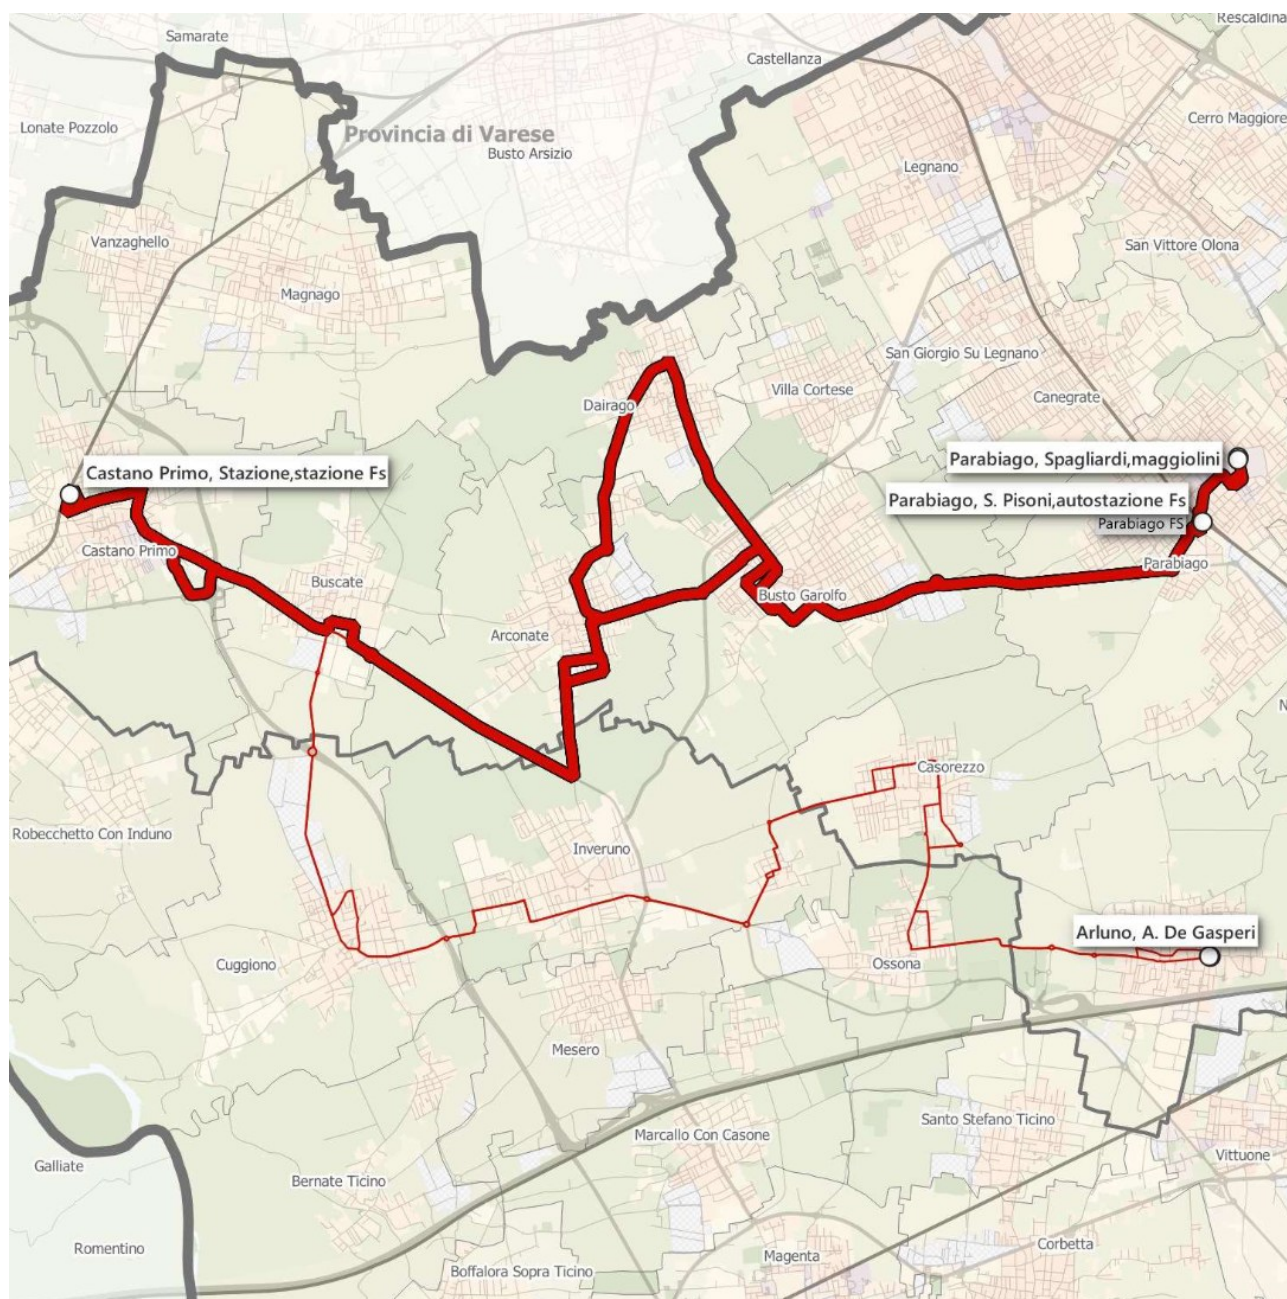 Samarate
Rescaldina
Castellanza
Lonate Pozzolo
Cerro Maggiore
Provincia di Varese
Busto Arsizio
Legnano
Vanzaghello
San Vittore Olona
Magnago
San Giorgio Su Legnano
Villa Cortese
Canegrate
Dairago
Parabiago, Spagliardi,maggiolini
Castano Primo, Stazione,stazione Fs
Parabiago, S. Pisoni,autostazione Fs
Parabiago FS
Castano Primo
Parabiago
Buscate
Busto Garolfo
Arconate
N
Casorezzo
Robecchetto Con Induno
Inveruno
Arluno, A. De Gasperi
Cuggiono
Ossona
Mesero
Santo Stefano Ticino
Marcallo Con Casone
Vittuone
Galliate
Bernate Ticino
Corbetta
Romentino
Magenta
Boffalora Sopra Ticino